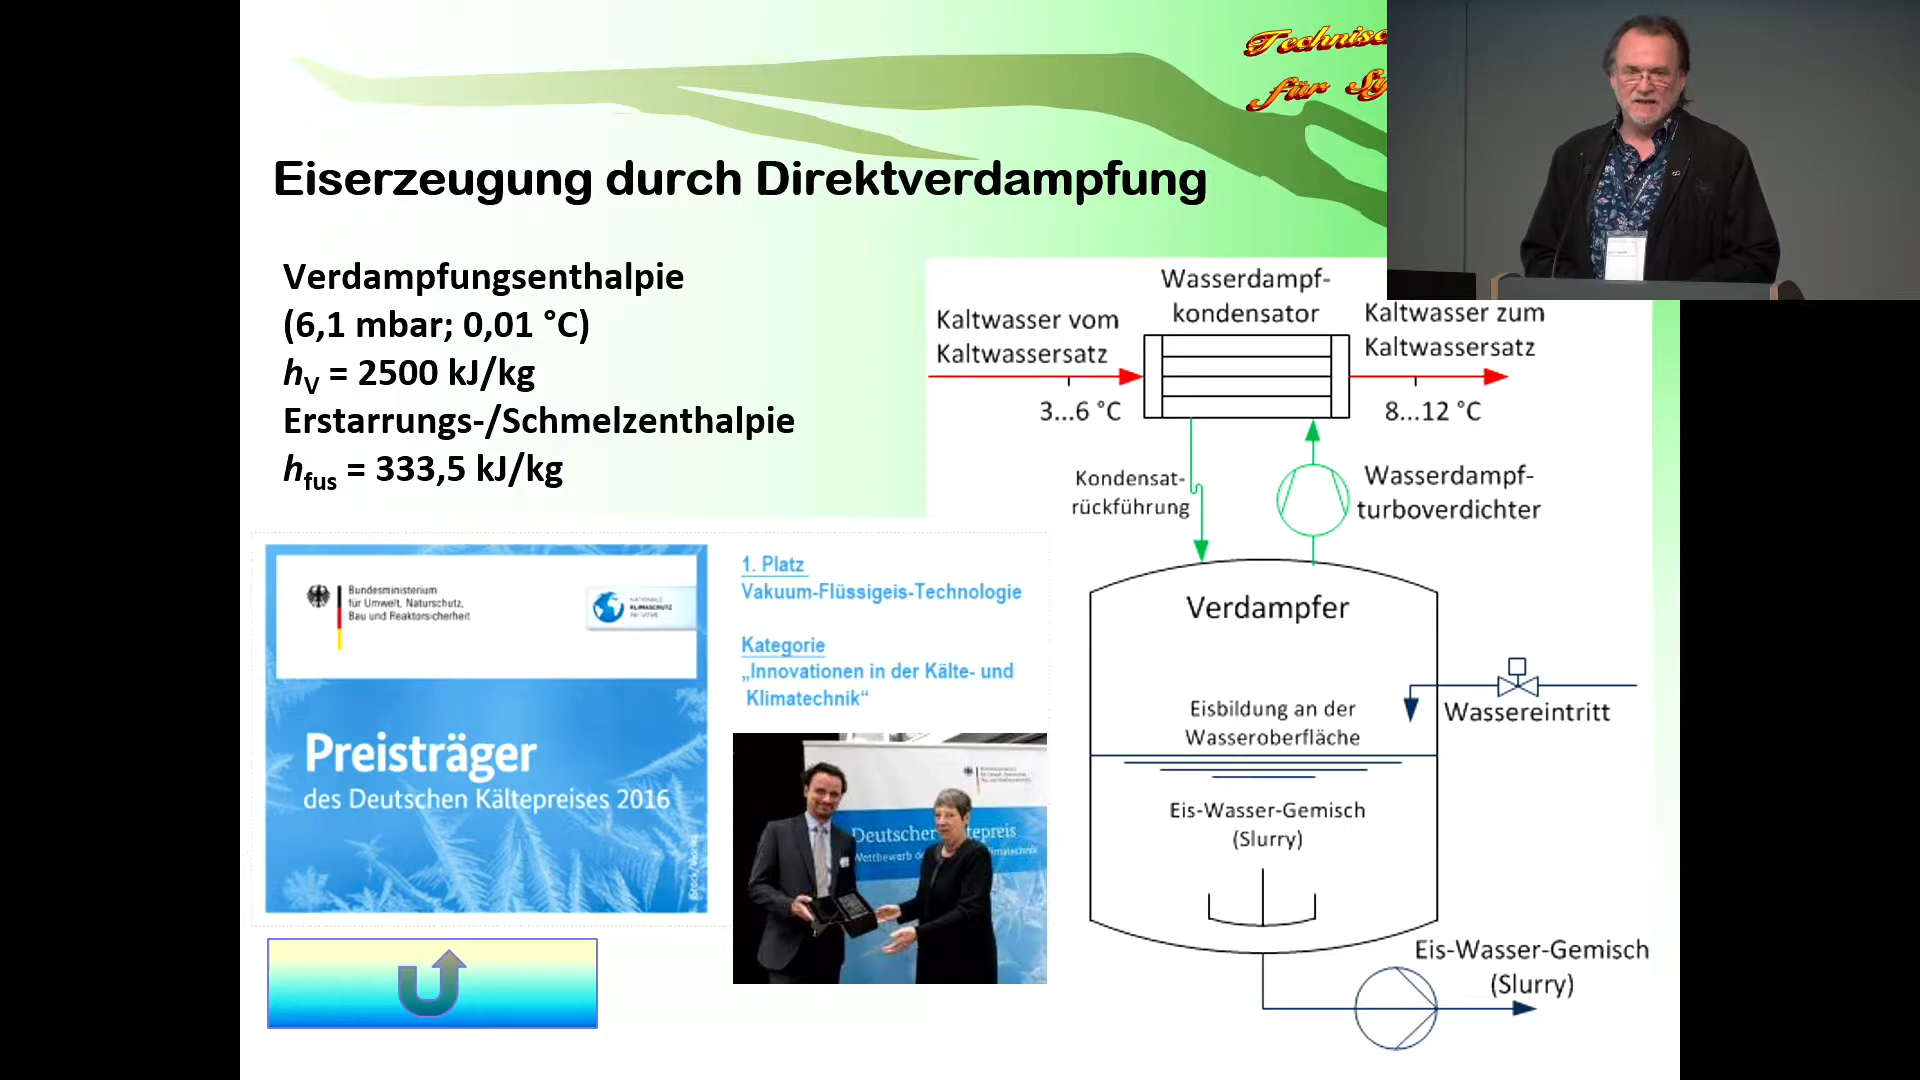 Eiserzeugung durch Direktverdampfung
Verdampfungsenthalpie
(6,1 mbar; 0,01 °C)
hV = 2500 kJ/kg
Erstarrungs-/Schmelzenthalpie
hfus = 333,5 kJ/kg
Wasserdampf-
kondensator
Kaltwasser vom
Kaltwassersatz
Kaltwasser zum
Kaltwassersatz
3...6 °C
8...12 °C
Kondensat-
rückführung
Wasserdampf-
turboverdichter
Verdampfer
Eisbildung an der
Wasseroberfläche
Wassereintritt
Eis-Wasser-Gemisch
(Slurry)
Eis-Wasser-Gemisch
(Slurry)
Bundesministerium
für Umwelt, Naturschutz,
Bau und Reaktorsicherheit
NATIONALE
KLIMASCHUTZ
INITIATIVE
Preisträger
des Deutschen Kältepreises 2016
1. Platz
Vakuum-Flüssigeis-Technologie
Kategorie
„Innovationen in der Kälte- und
Klimatechnik“
Deutscher
für